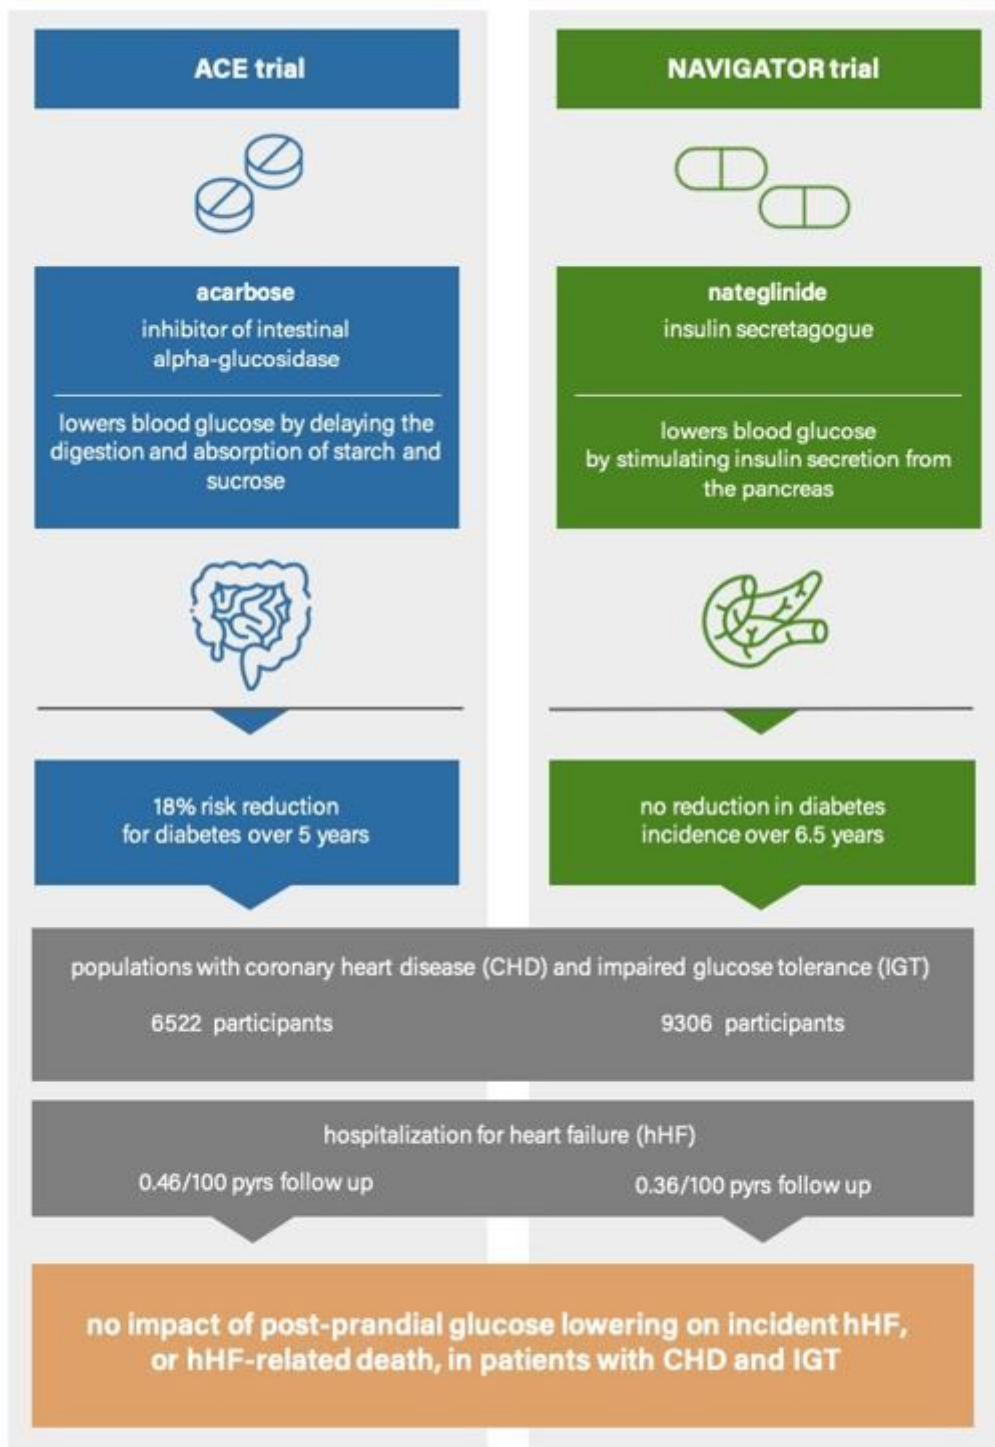 ACE trial
acarbose
inhibitor of intestinal
alpha-glucosidase
lowers blood glucose by delaying the
digestion and absorption of starch and
sucrose
18% risk reduction
for diabetes over 5 years
NAVIGATOR trial
nateglinide
insulin secretagogue
lowers blood glucose
by stimulating insulin secretion from
the pancreas
no reduction in diabetes
incidence over 6.5 years
populations with coronary heart disease (CHD) and impaired glucose tolerance (IGT)
6522 participants
9306 participants
hospitalization for heart failure (hHF)
0.46/100 pyrs follow up
0.36/100 pyrs follow up
no impact of post-prandial glucose lowering on incident hHF,
or hHF-related death, in patients with CHD and IGT